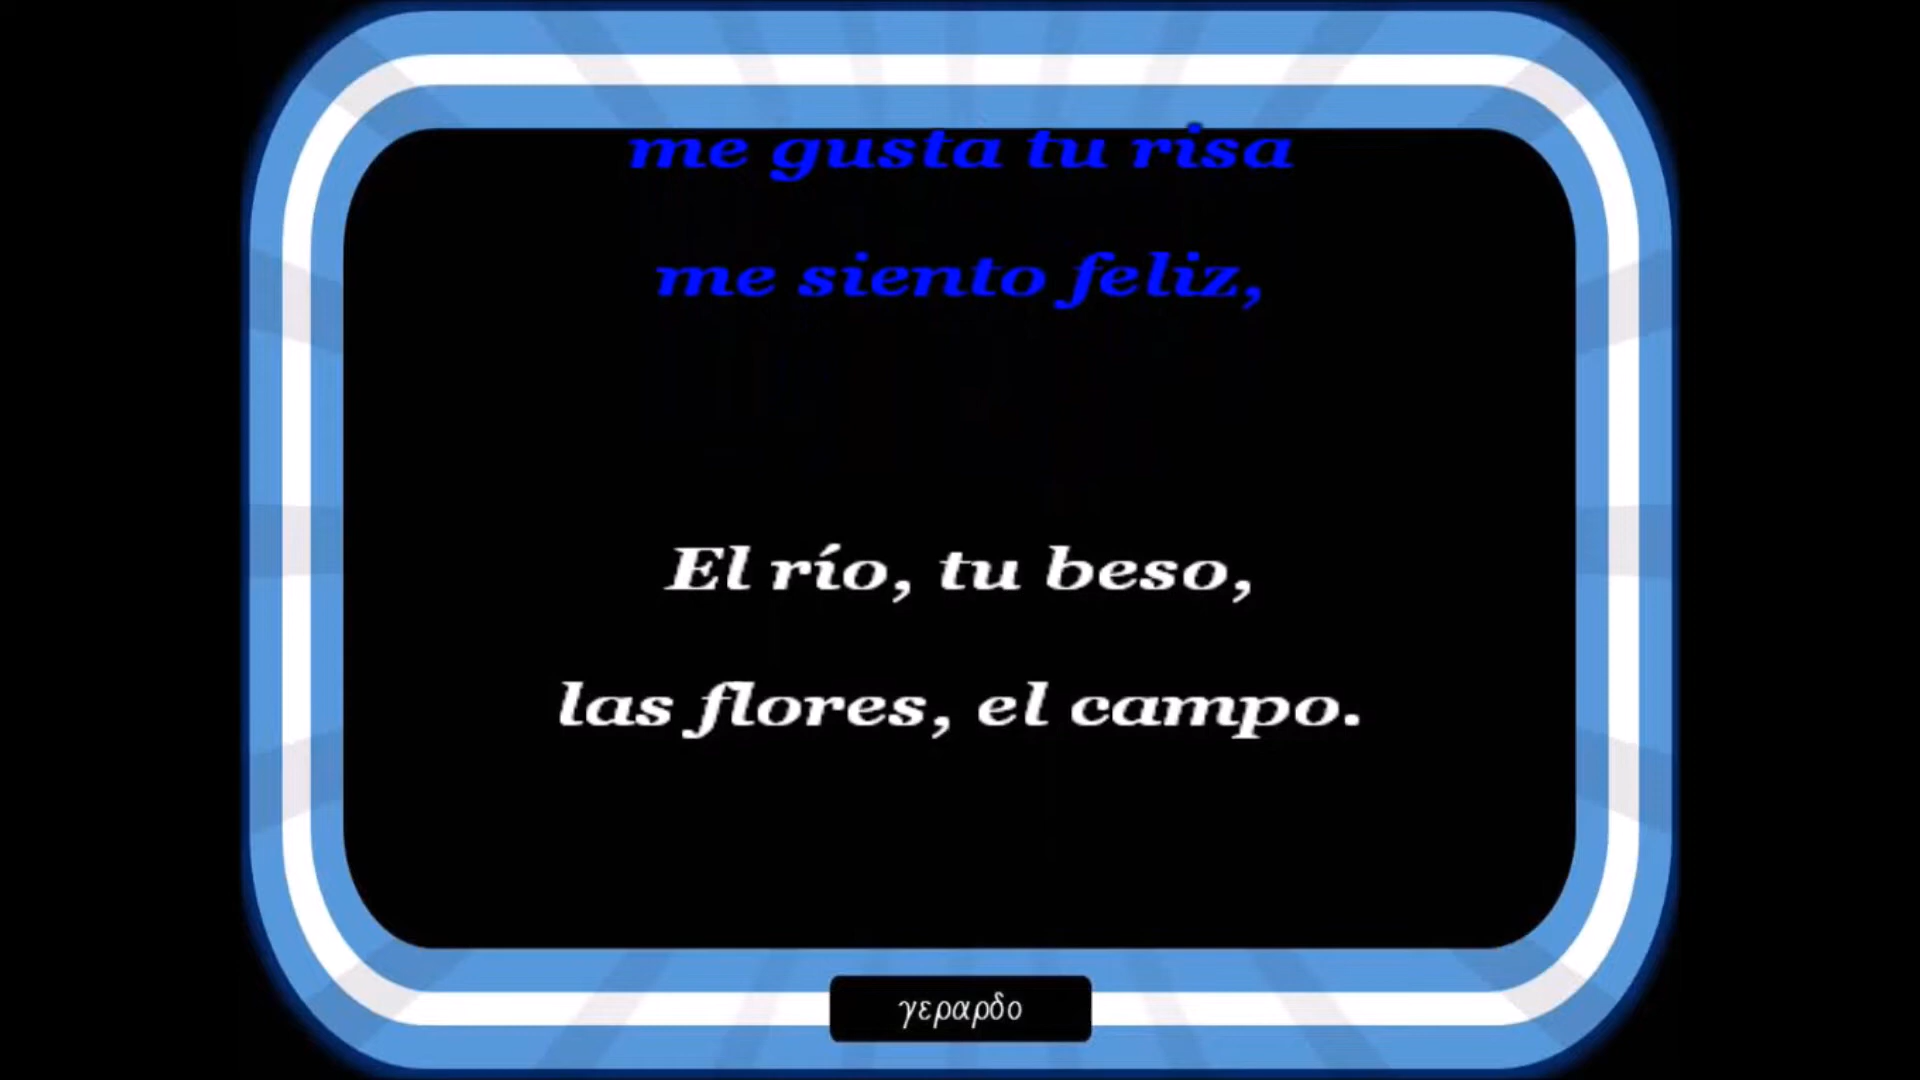 me gusta tu risa
me siento feliz,
El río, tu beso,
las flores, el campo.
γεραρδο